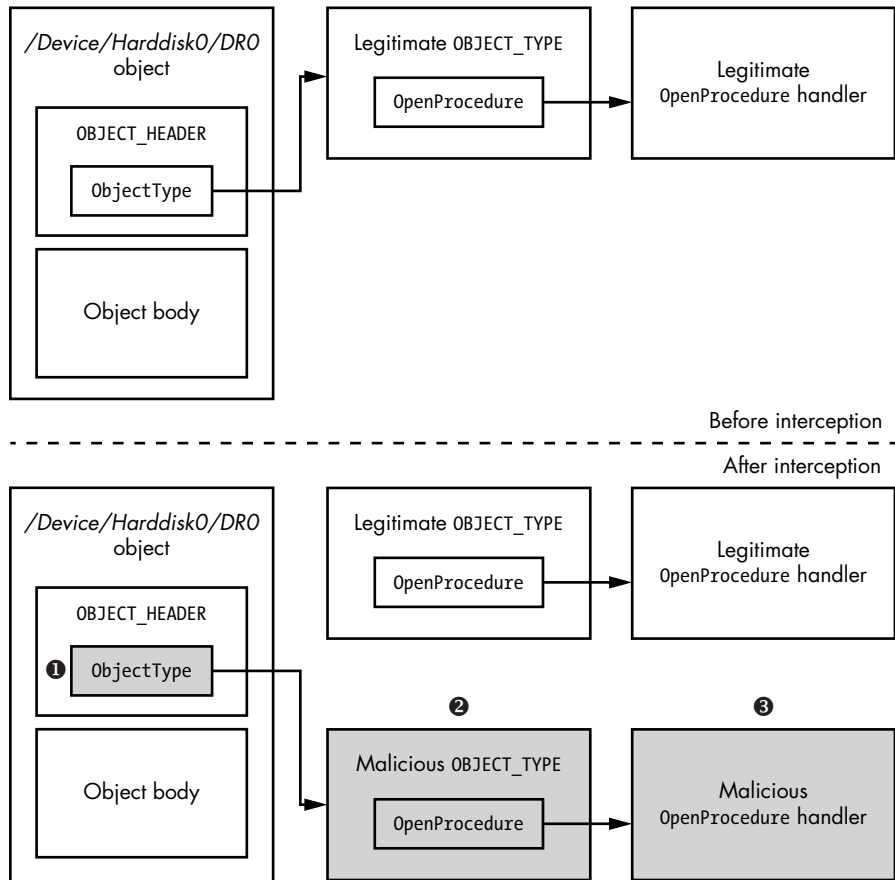 /Device/Harddisk0/DR0
object
OBJECT_HEADER
ObjectType
Object body
Legitimate OBJECT_TYPE
OpenProcedure
Legitimate
OpenProcedure handler
Before interception
After interception
/Device/Harddisk0/DR0
object
OBJECT_HEADER
❶ ObjectType
Object body
Legitimate OBJECT_TYPE
OpenProcedure
Legitimate
OpenProcedure handler
❷
Malicious OBJECT_TYPE
OpenProcedure
❸
Malicious
OpenProcedure handler